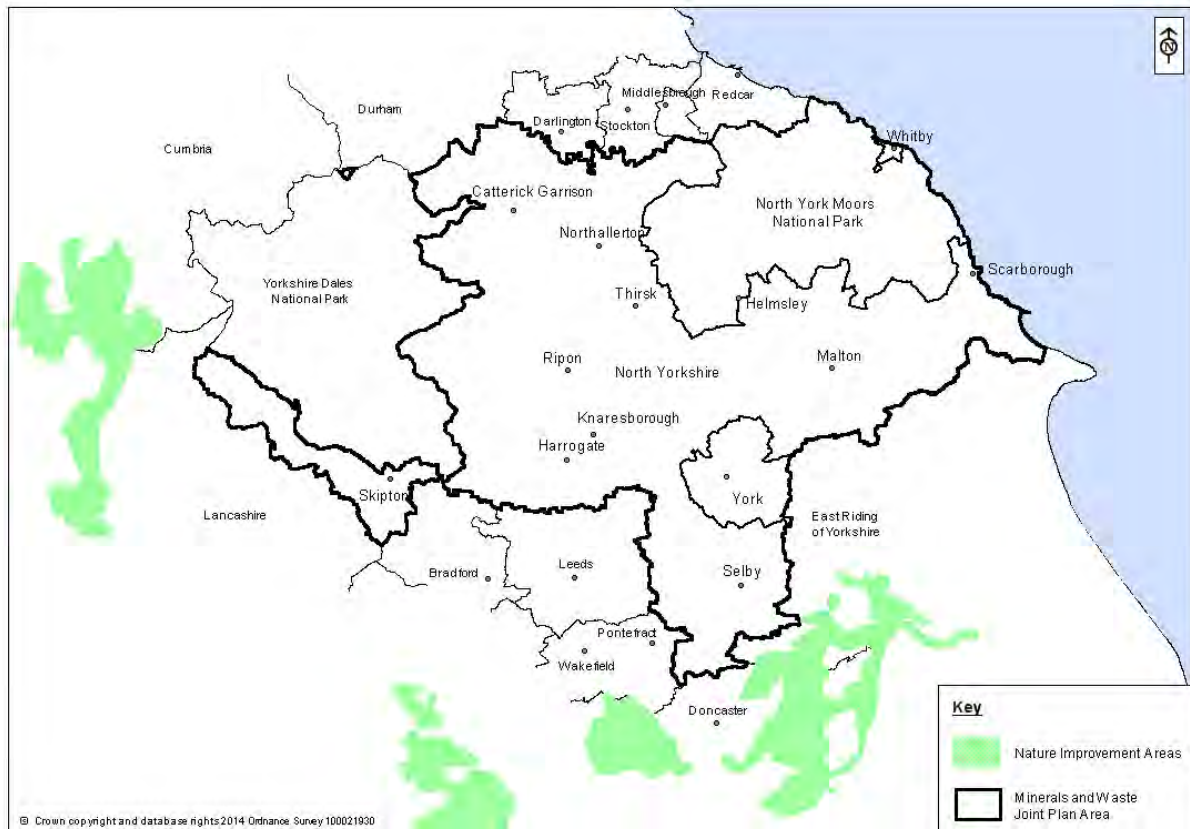 N
Durham
Cumbria
Middlesbrough
Redcar
Darlington
Stockton
Whitby
Catterick Garrison
North York Moors
National Park
Northallerton
Scarborough
Yorkshire Dales
National Park
Thirsk
Helmsley
Ripon
North Yorkshire
Malton
Knaresborough
Harrogate
Skipton
York
Lancashire
East Riding
of Yorkshire
Bradford
Leeds
Selby
Pontefract
Wakefield
Doncaster
Key
Nature Improvement Areas
Minerals and Waste
Joint Plan Area
© Crown copyright and database rights 2014 Ordnance Survey 100021930